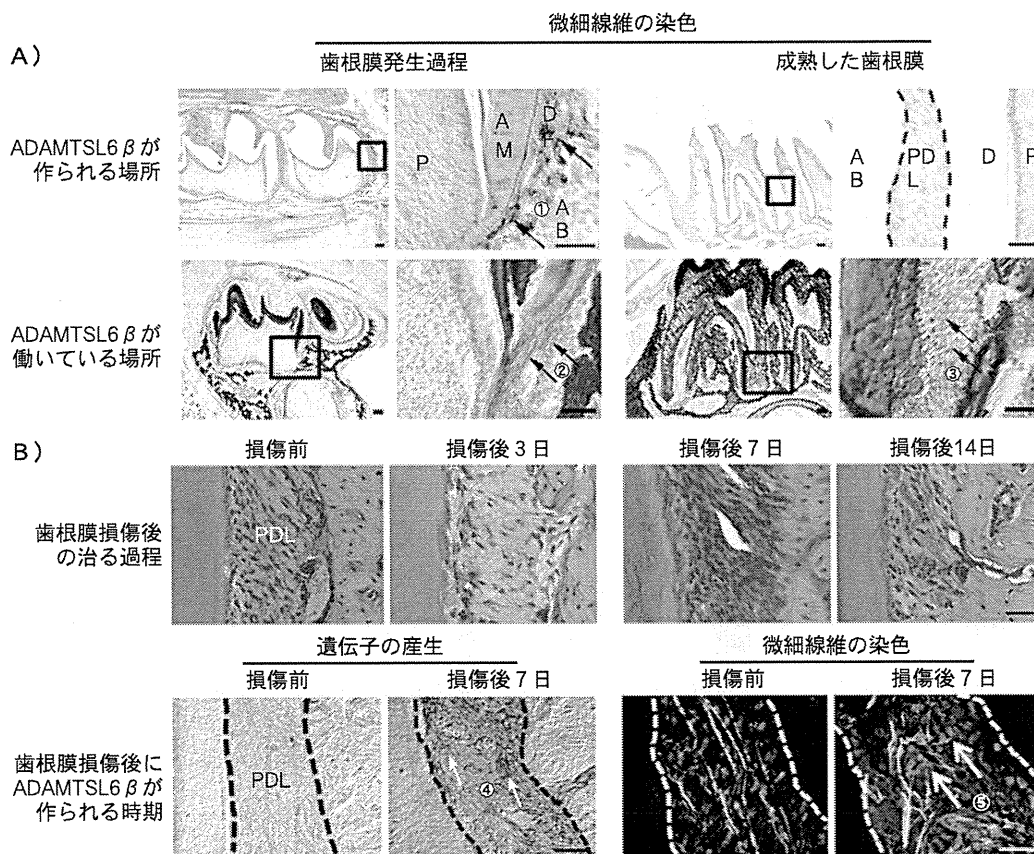 微細線維の染色
A)
歯根膜発生過程
成熟した歯根膜
ADAMTSL6βが
作られる場所
P
A
M
D
F
①
A
B
A
B
PD
L
D
P
ADAMTSL6βが
働いている場所
②
③
B)
損傷前
損傷後3日
損傷後7日
損傷後14日
歯根膜損傷後
の治る過程
PDL
遺伝子の産生
微細線維の染色
損傷前
損傷後7日
損傷前
損傷後7日
歯根膜損傷後に
ADAMTSL6βが
作られる時期
PDL
④
⑤